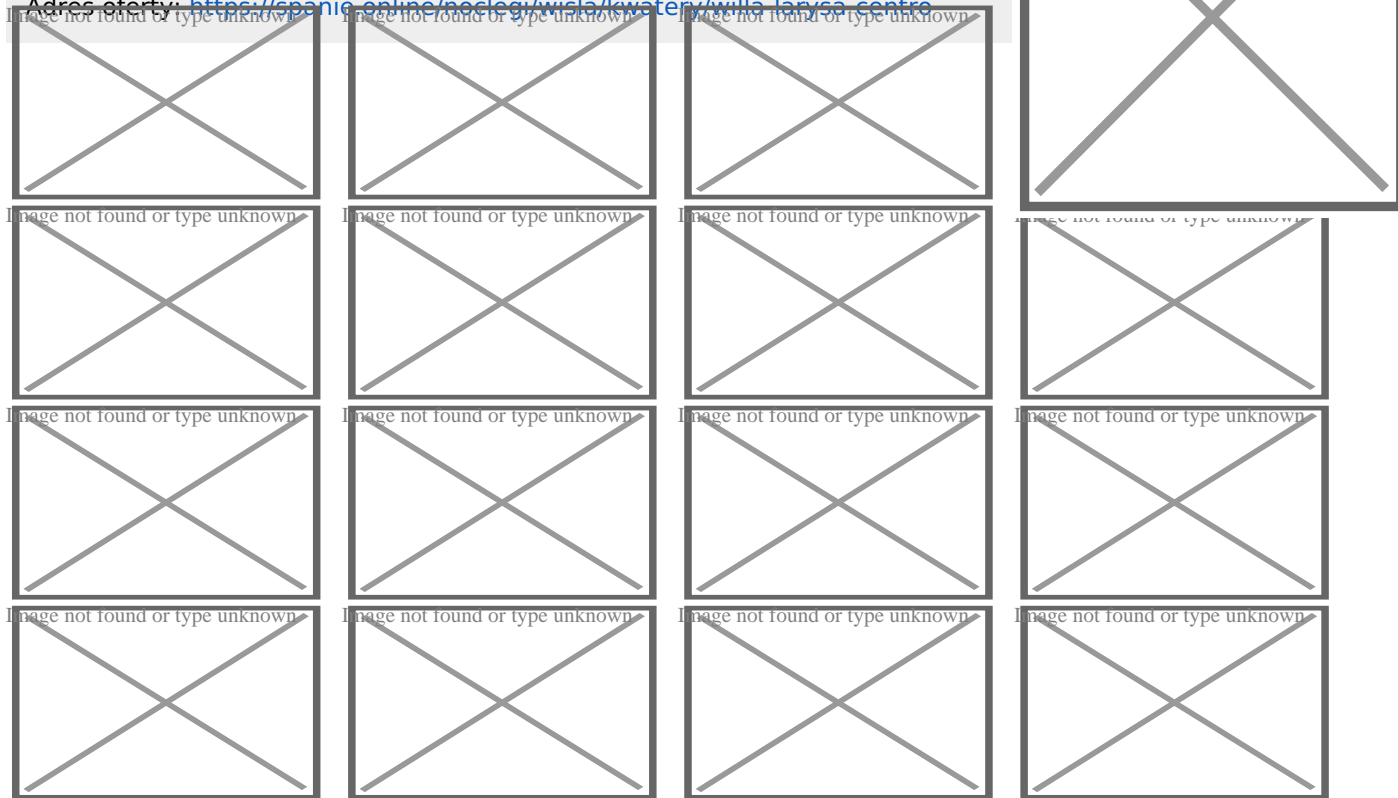 Adres oferty: https://spanie.online/noclegi/wisla/kwatery/willa-larysa-centro
Image not found or type unknown Image not found or type unknown Image not found or type unknown
Image not found or type unknown Image not found or type unknown Image not found or type unknown Image not found or type unknown
Image not found or type unknown Image not found or type unknown Image not found or type unknown Image not found or type unknown
Image not found or type unknown Image not found or type unknown Image not found or type unknown Image not found or type unknown